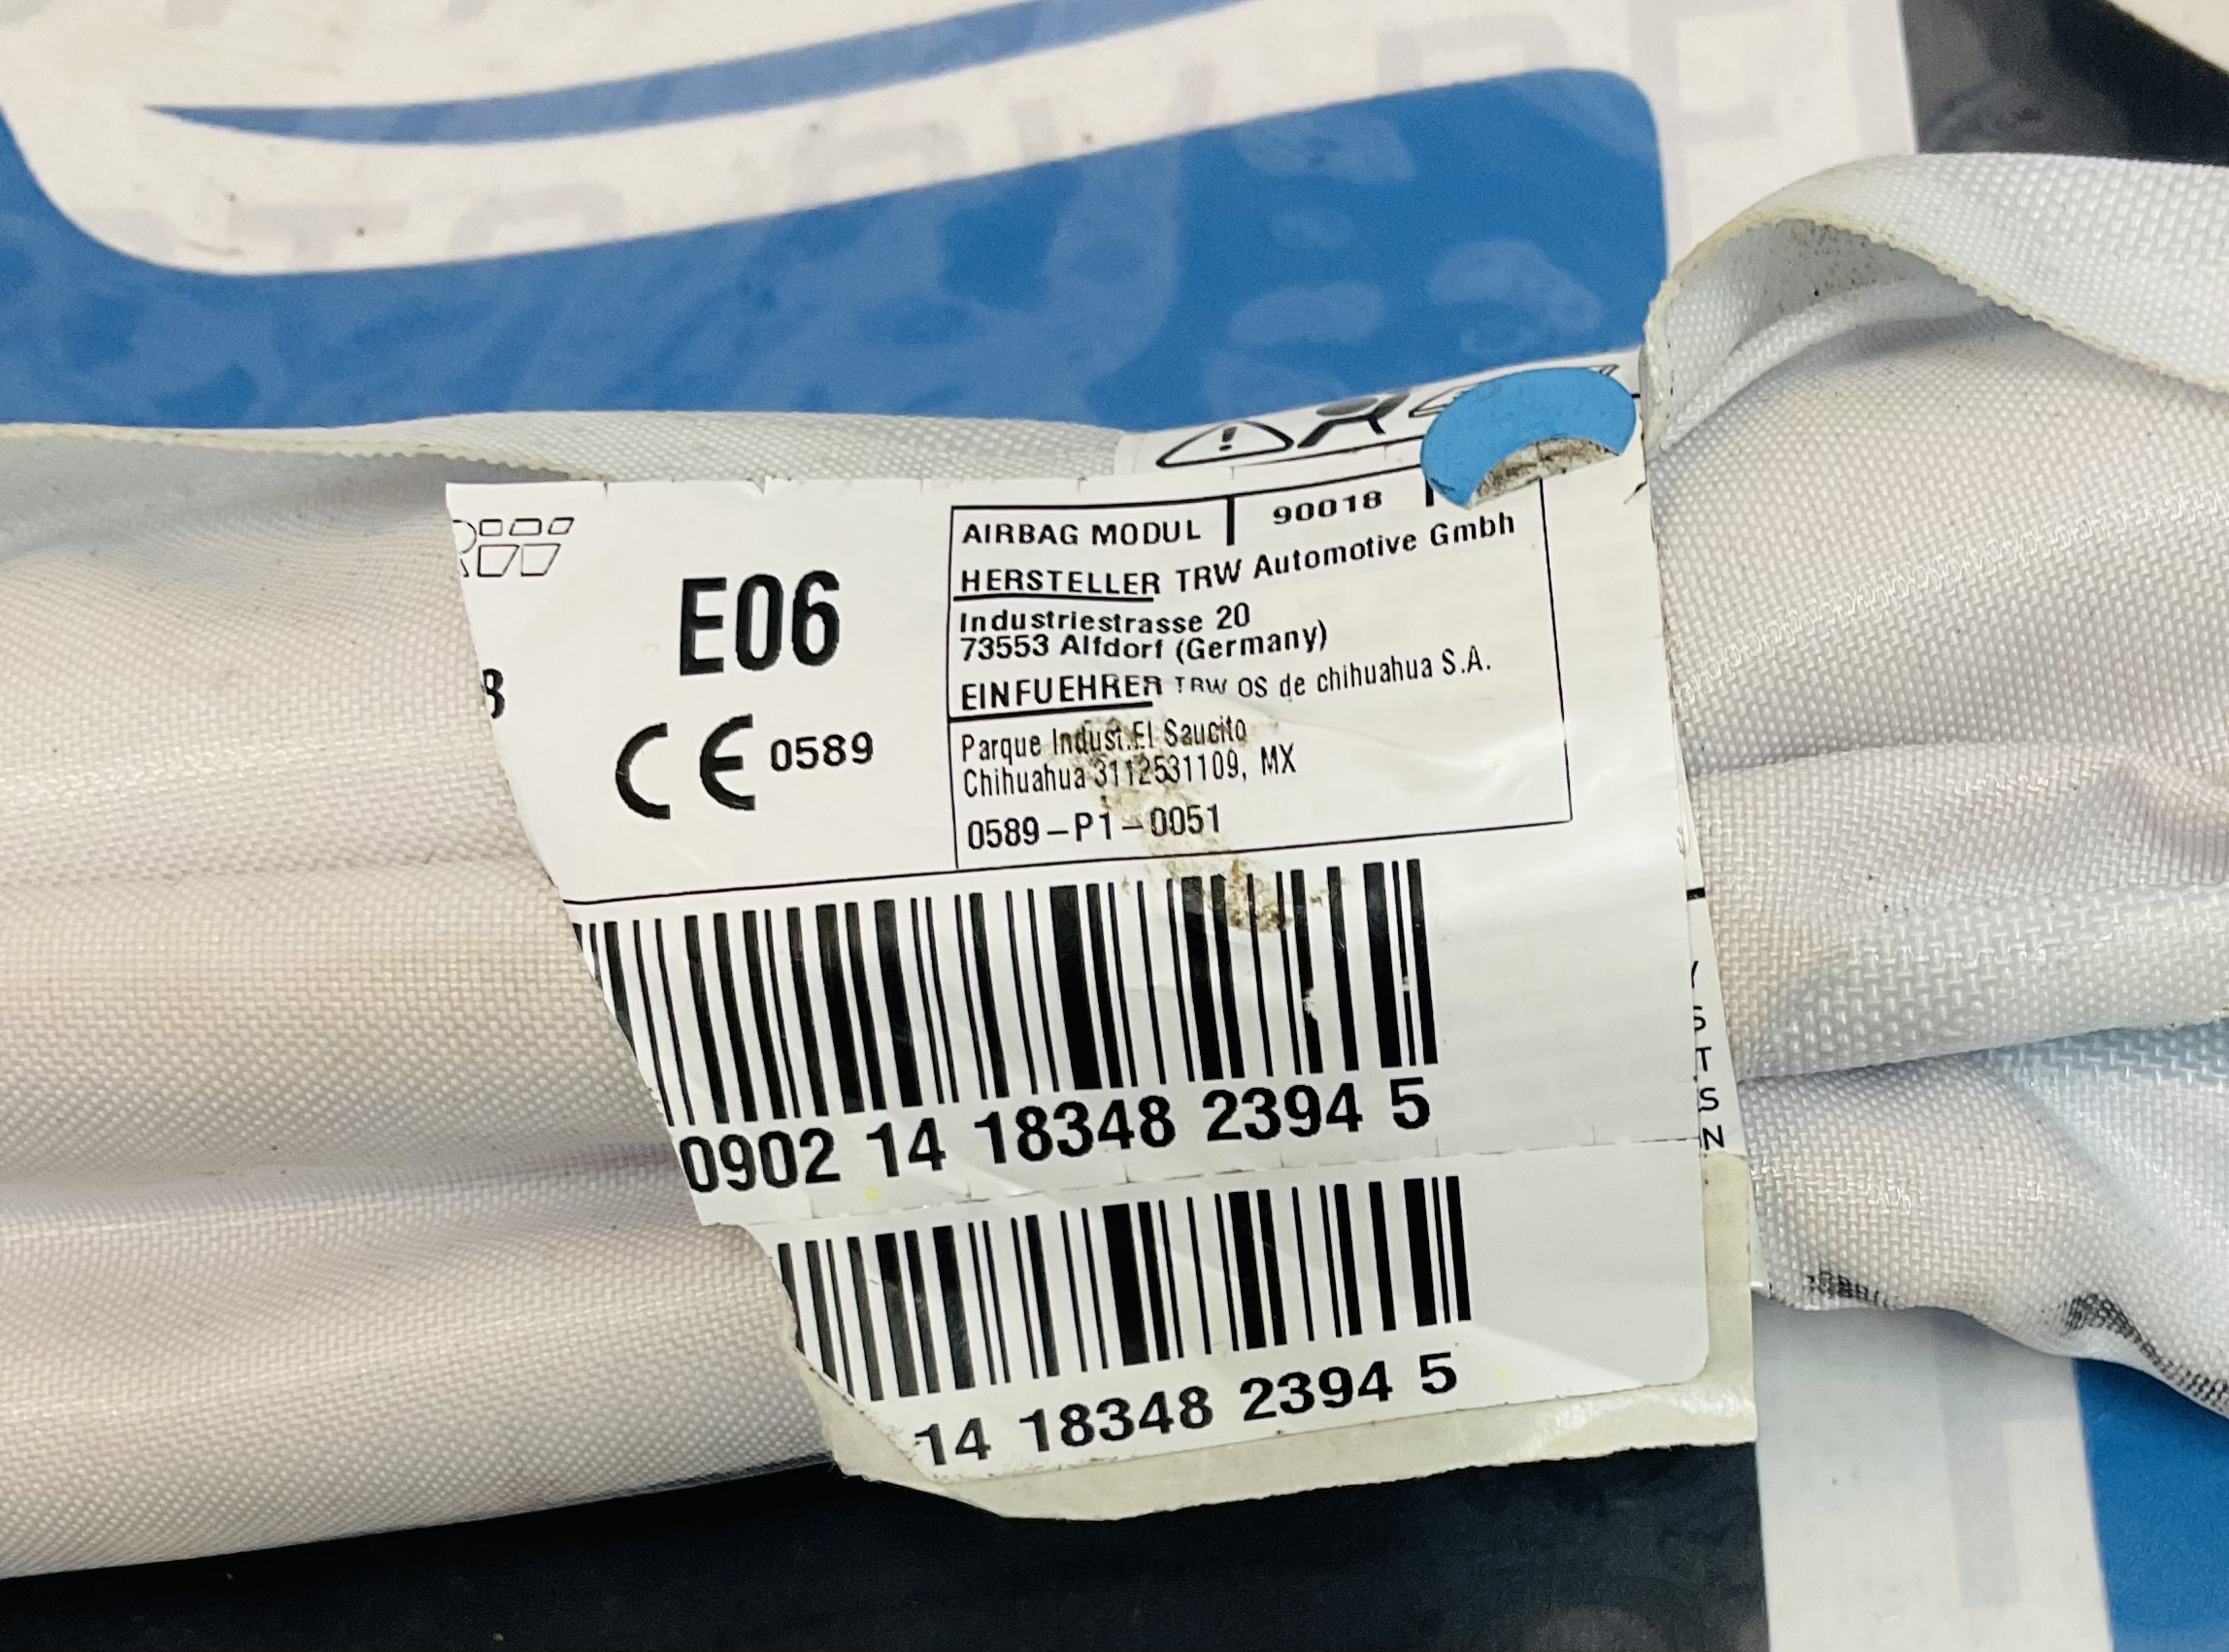 AIRBAG MODUL 90018
HERSTELLER TRW Automotive Gmbh
Industriestrasse 20
73553 Alfdorf (Germany)
EINFUEHRER TRW OS de chihuahua S.A.
Parque Indust.El Saucito
Chihuahua 3112531109, MX
0589-P1-0051
E06
CE 0589
0902 14 18348 2394 5
14 18348 2394 5
Y
S
T
S
N